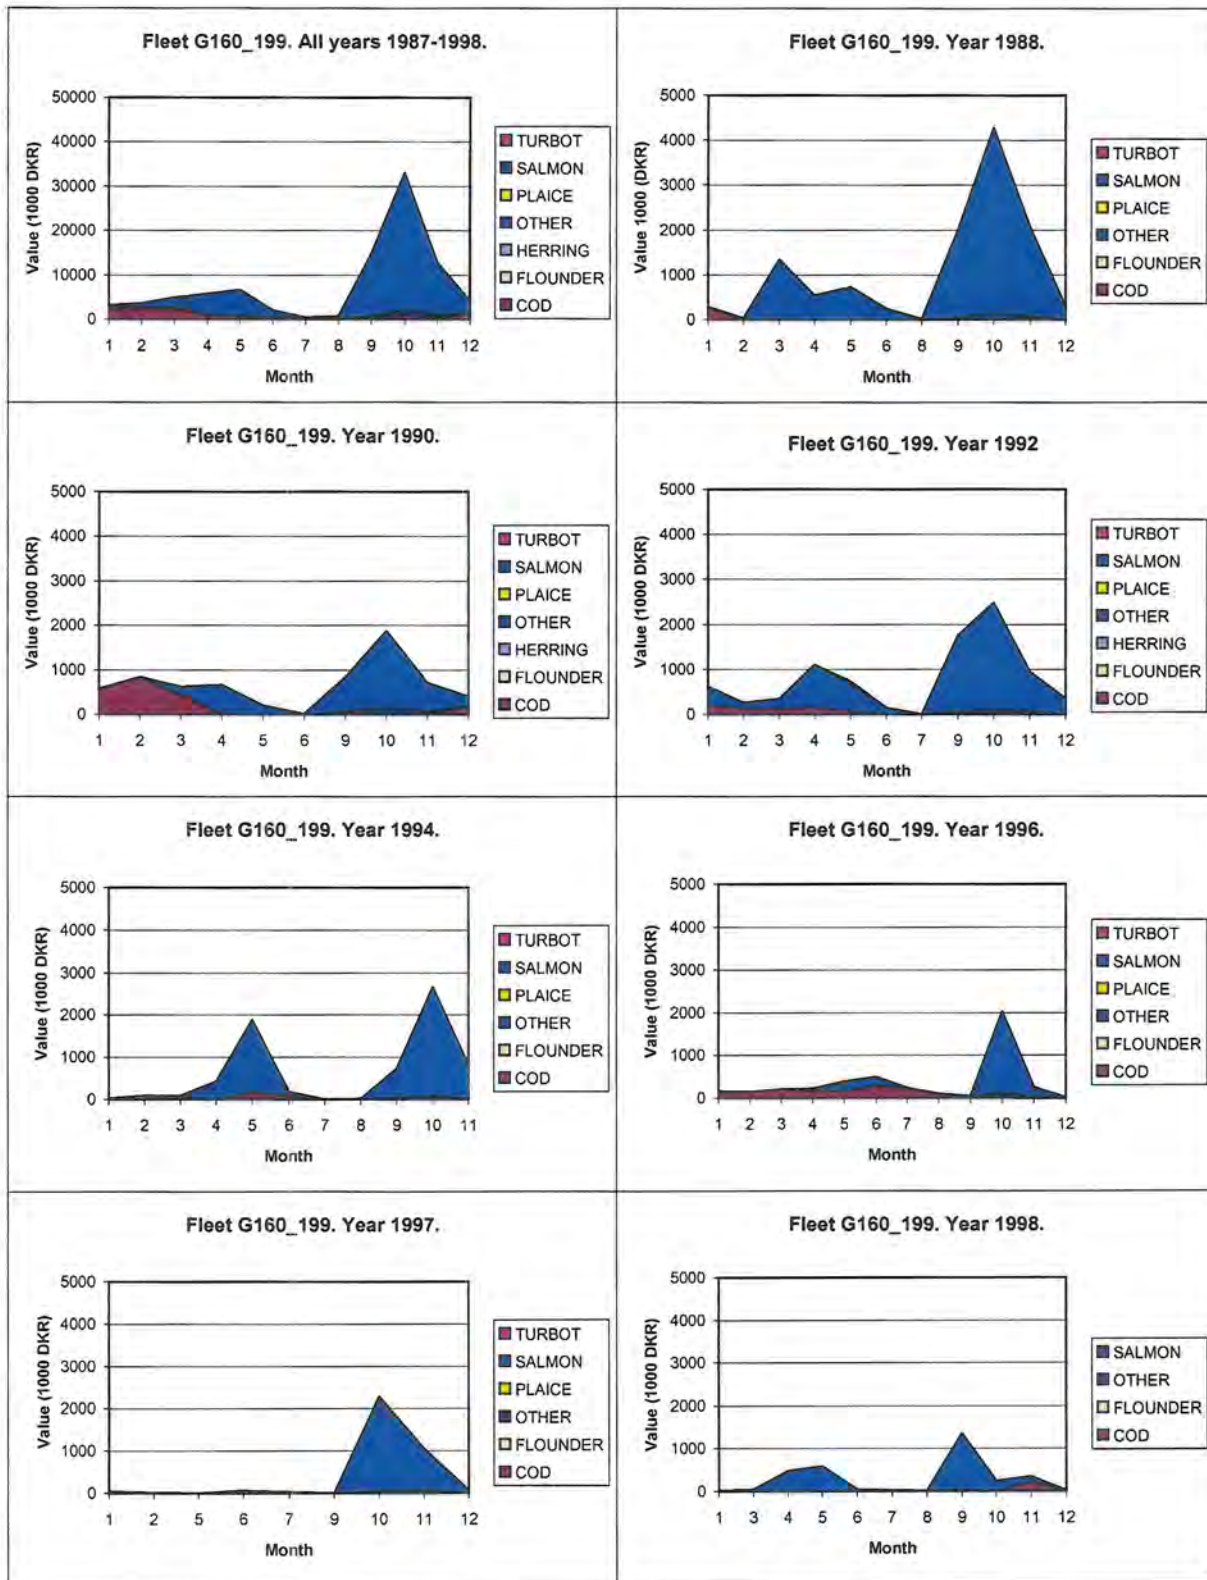 Fleet G160_199. All years 1987-1998.
Value (1000 DKR)
50000
40000
30000
20000
10000
0
1 2 3 4 5 6 7 8 9 10 11 12
Month
TURBOT
SALMON
PLAICE
OTHER
HERRING
FLOUNDER
COD
Fleet G160_199. Year 1988.
Value 1000 (DKR)
5000
4000
3000
2000
1000
0
1 2 3 4 5 6 8 9 10 11 12
Month
TURBOT
SALMON
PLAICE
OTHER
FLOUNDER
COD
Fleet G160_199. Year 1990.
Value (1000 DKR)
5000
4000
3000
2000
1000
0
1 2 3 4 5 6 9 10 11 12
Month
TURBOT
SALMON
PLAICE
OTHER
HERRING
FLOUNDER
COD
Fleet G160_199. Year 1992
Value (1000 DKR)
5000
4000
3000
2000
1000
0
1 2 3 4 5 6 7 9 10 11 12
Month
TURBOT
SALMON
PLAICE
OTHER
HERRING
FLOUNDER
COD
Fleet G160_199. Year 1994.
Value (1000 DKR)
5000
4000
3000
2000
1000
0
1 2 3 4 5 6 7 8 9 10 11
Month
TURBOT
SALMON
PLAICE
OTHER
FLOUNDER
COD
Fleet G160_199. Year 1996.
Value (1000 DKR)
5000
4000
3000
2000
1000
0
1 2 3 4 5 6 7 8 9 10 11 12
Month
TURBOT
SALMON
PLAICE
OTHER
FLOUNDER
COD
Fleet G160_199. Year 1997.
Value (1000 DKR)
5000
4000
3000
2000
1000
0
1 2 5 6 7 9 10 11 12
Month
TURBOT
SALMON
PLAICE
OTHER
FLOUNDER
COD
Fleet G160_199. Year 1998.
Value (1000 DKR)
5000
4000
3000
2000
1000
0
1 3 4 5 6 7 8 9 10 11 12
Month
SALMON
OTHER
FLOUNDER
COD